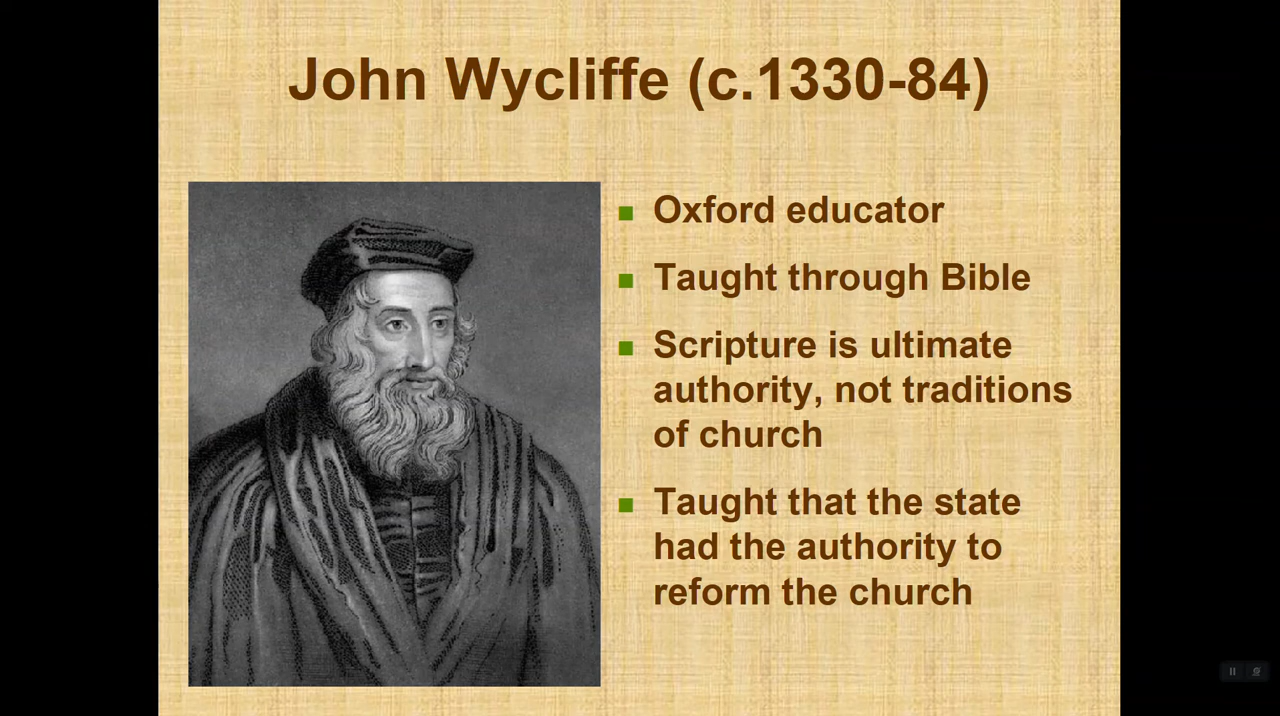 John Wycliffe (c.1330-84)
Oxford educator
Taught through Bible
Scripture is ultimate
authority, not traditions
of church
Taught that the state
had the authority to
reform the church